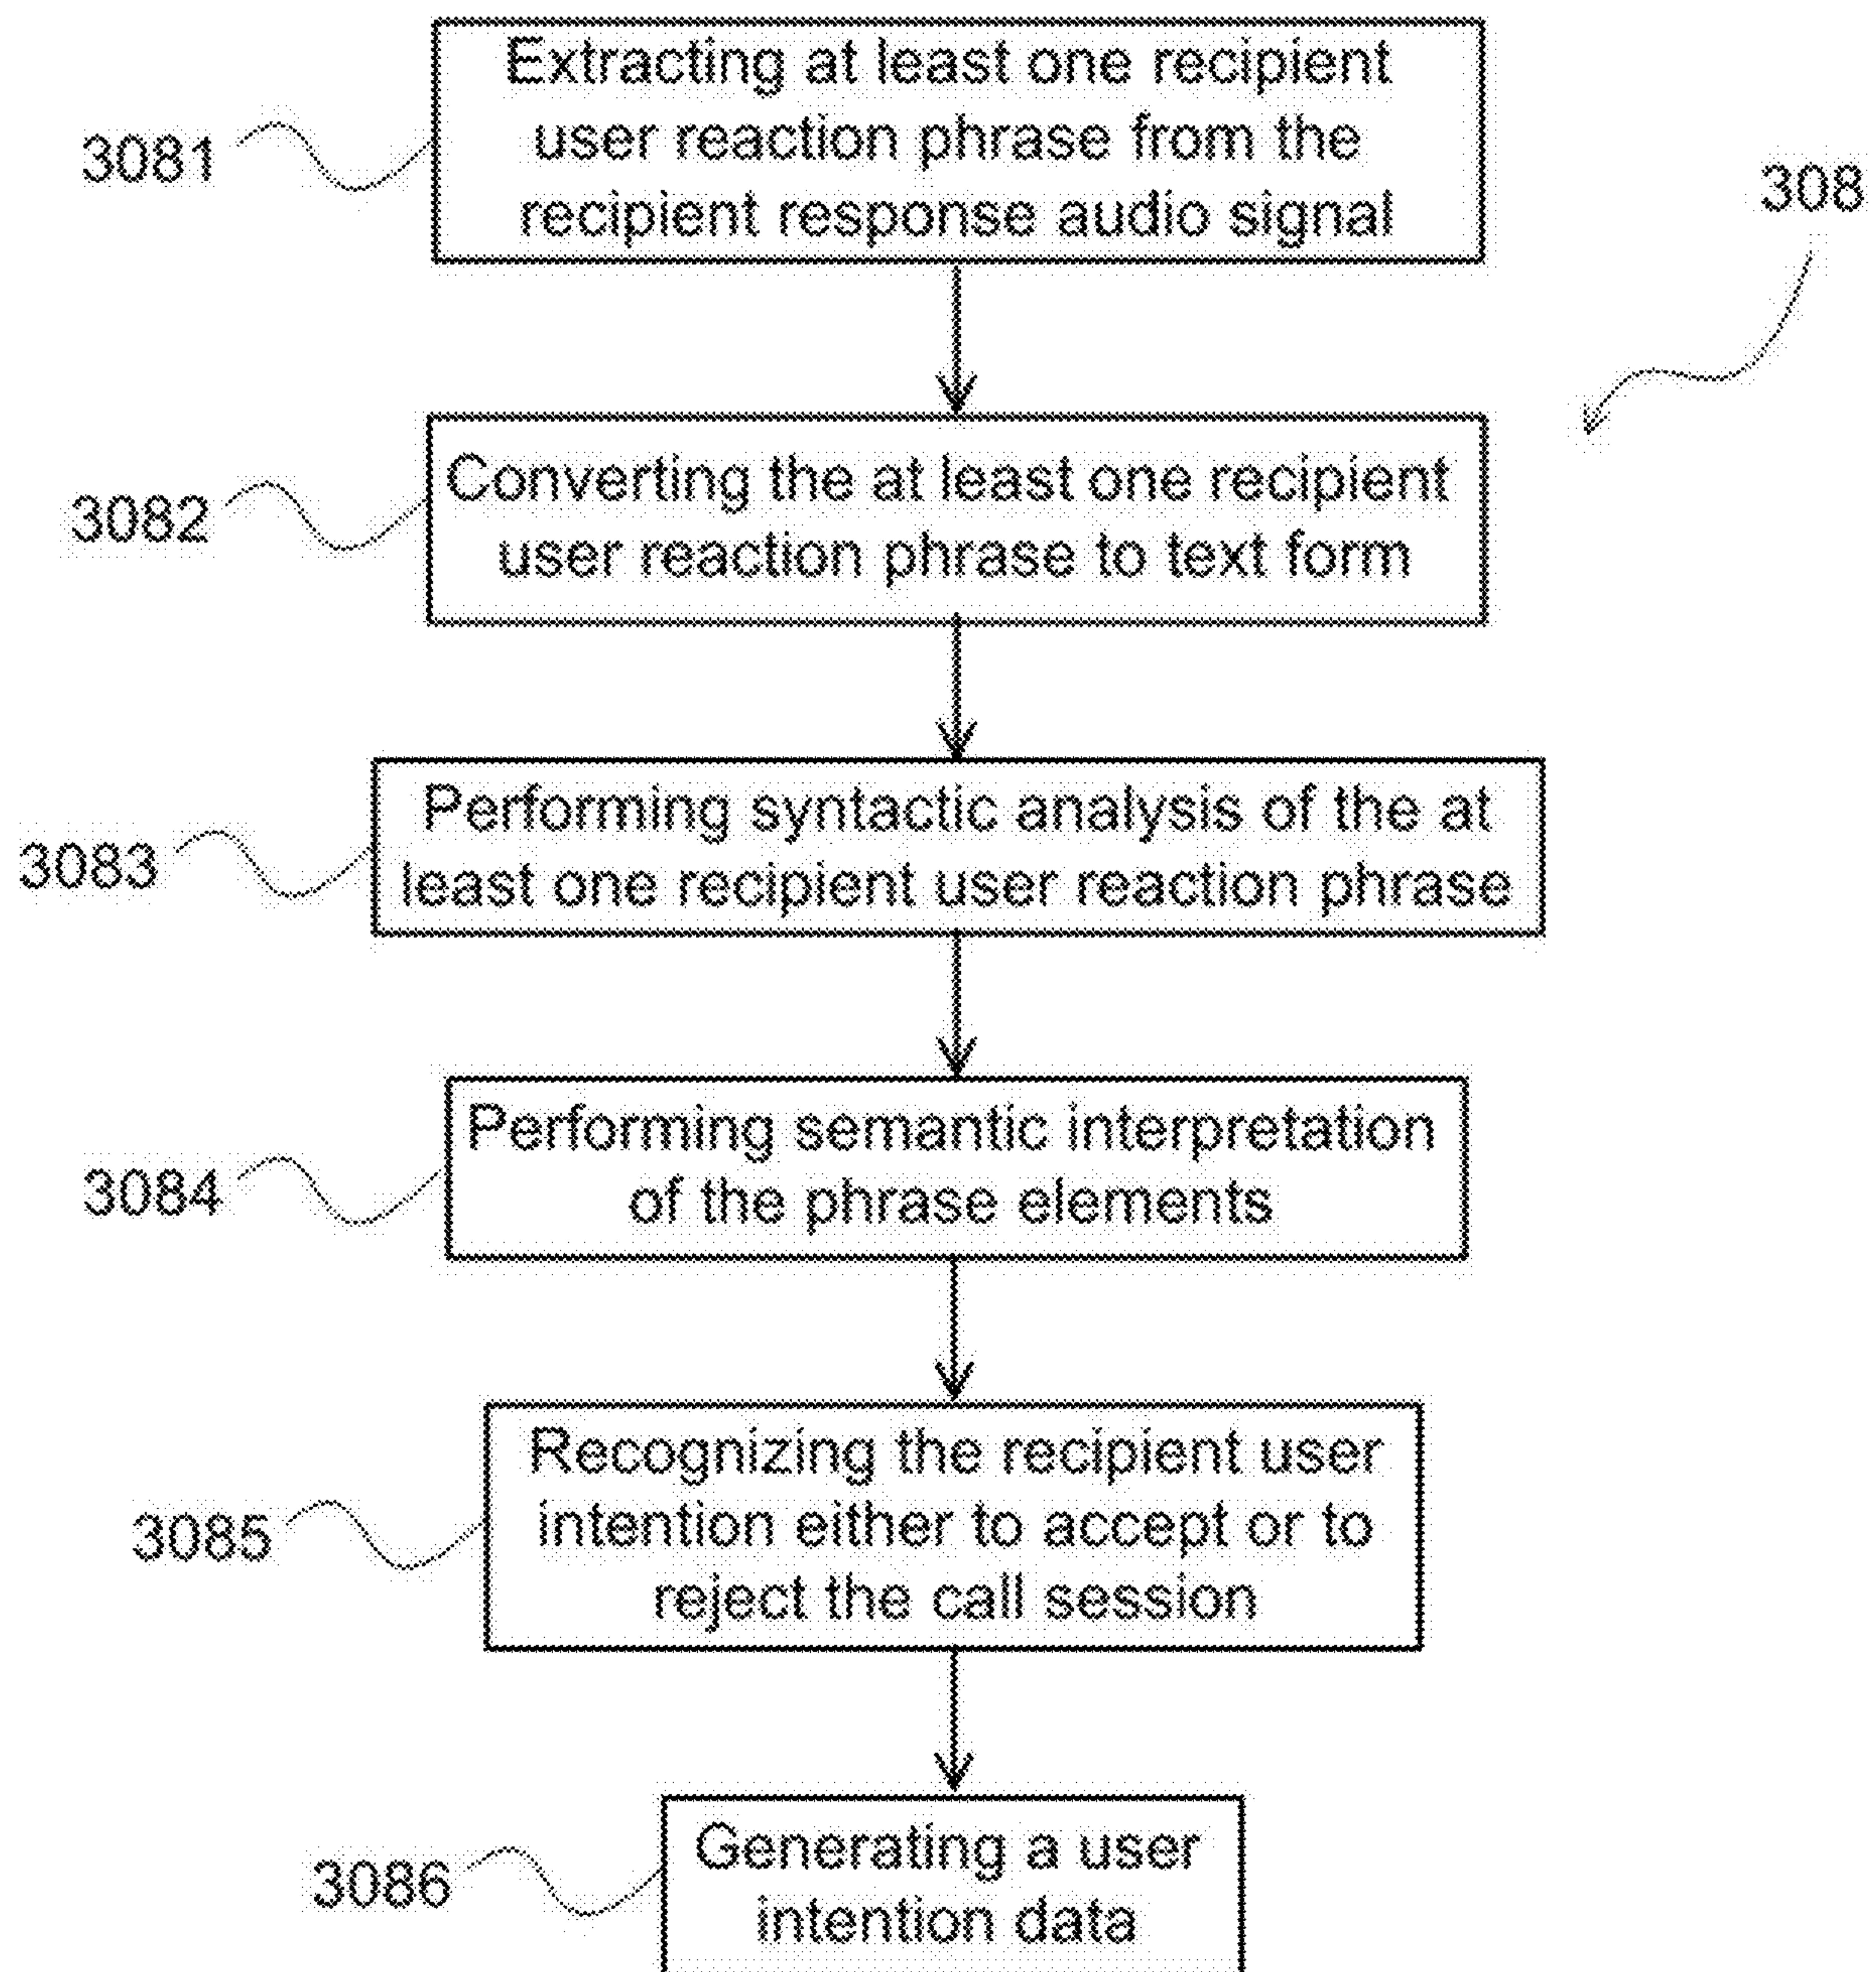 Extracting at least one recipient
user reaction phrase from the
recipient response audio signal
3081
308
Converting the at least one recipient
user reaction phrase to text form
3082
Performing syntactic analysis of the at
least one recipient user reaction phrase
3083
Performing semantic interpretation
of the phrase elements
3084
Recognizing the recipient user
intention either to accept or to
reject the call session
3085
Generating a user
intention data
3086